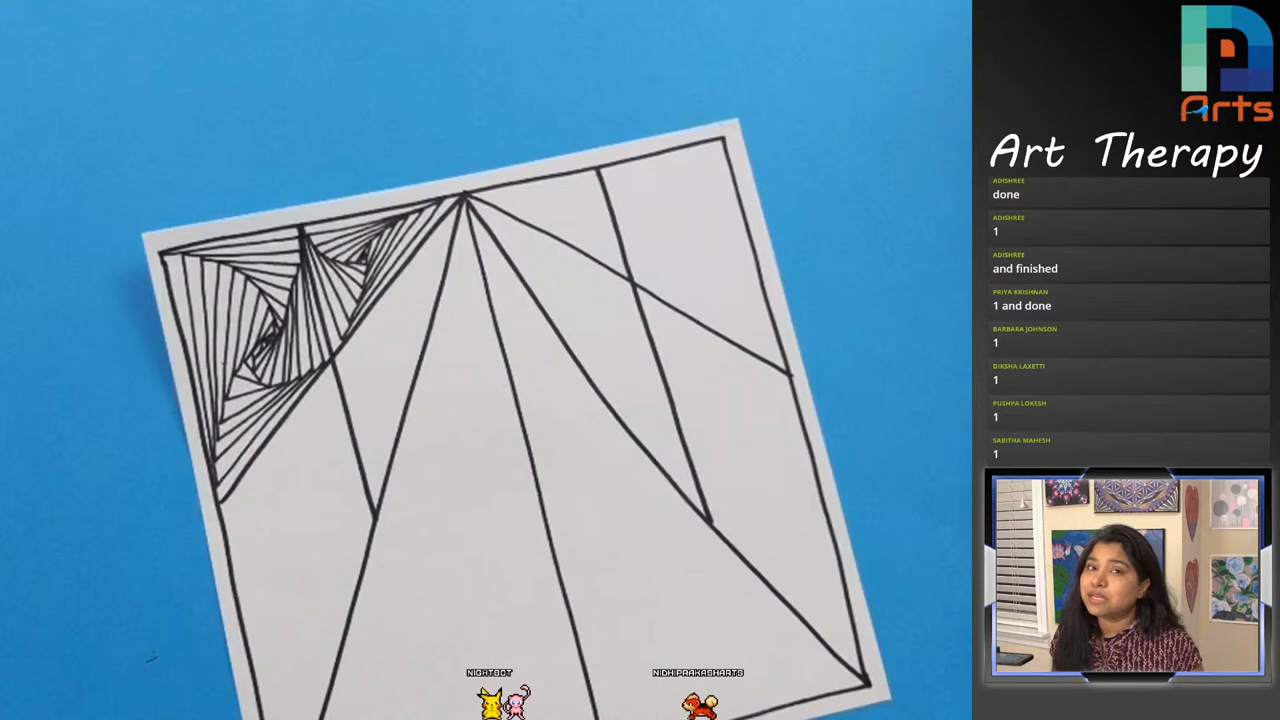 Arts
Art Therapy
ADISHREE
done
ADISHREE
1
ADISHREE
and finished
PRIYA KRISHNAN
1 and done
BARBARA JOHNSON
1
DIKSHA LAXETTI
1
PUSHPA LOKESH
1
SABITHA MAHESH
1
NIGHTBOT
NIDHIPRAKASHARTS